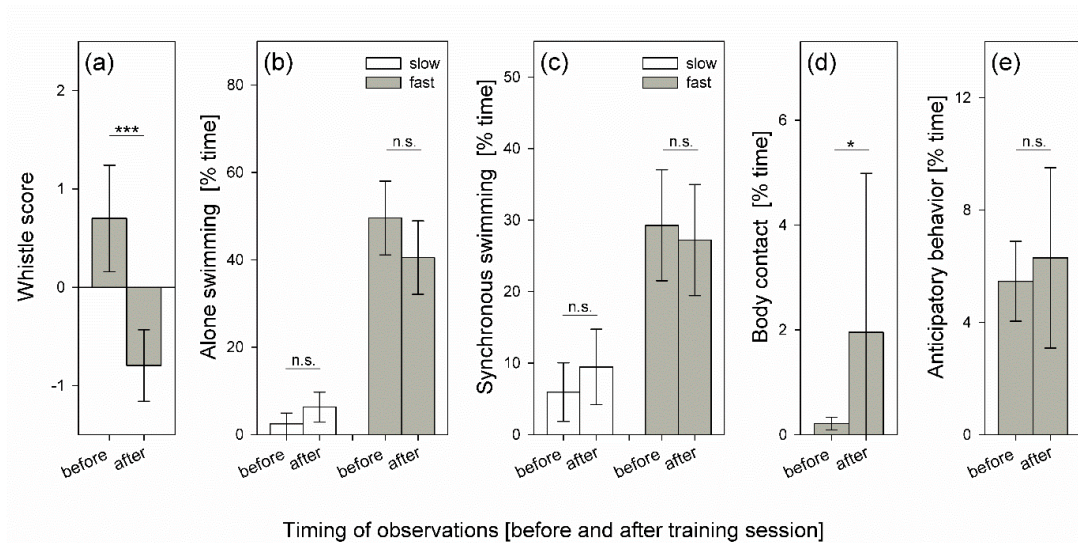 (a)
Whistle score
2
1
0
-1
***
before after
(b)
Alone swimming [% time]
80
60
40
20
0
slow
fast
n.s.
n.s.
before after before after
(c)
Synchronous swimming [% time]
50
40
30
20
10
0
slow
fast
n.s.
n.s.
before after before after
(d)
Body contact [% time]
6
4
2
0
*
before after
(e)
Anticipatory behavior [% time]
12
8
4
0
n.s.
before after
Timing of observations [before and after training session]